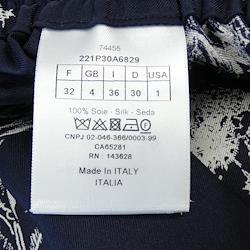 74455
221P30A6829
F GB I D USA
32 4 36 30 1
100% Soie - Silk - Seda
CNPJ 02-046-366/0003-99
CA65281
RN : 143628
Made In ITALY
ITALIA